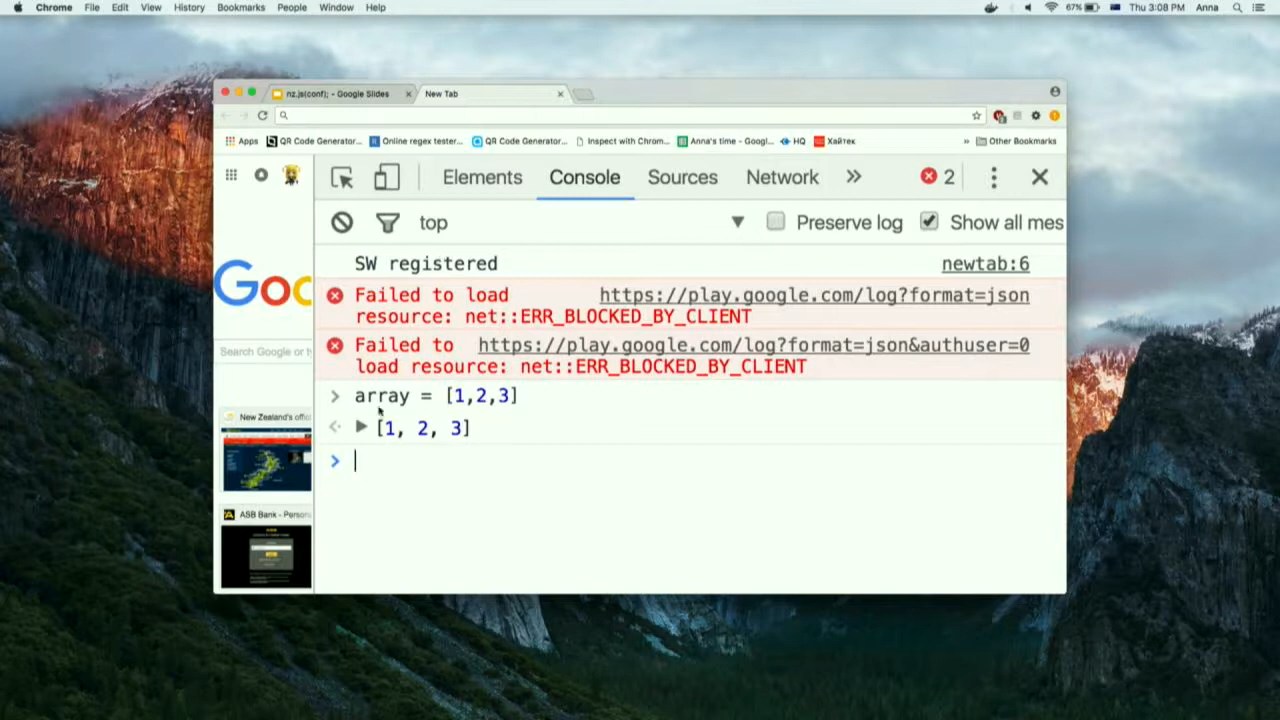 Chrome File Edit View History Bookmarks People Window Help 67% Thu 3:08 PM Anna
nz.js(conf); - Google Slides New Tab
Apps QR Code Generator... Online regex tester... QR Code Generator... Inspect with Chrom... Anna's time - Googl... HQ Хайтек » Other Bookmarks
Elements Console Sources Network » 2
top Preserve log Show all mes
SW registered newtab:6
Goo
Failed to load https://play.google.com/log?format=json
resource: net::ERR_BLOCKED_BY_CLIENT
Failed to https://play.google.com/log?format=json&authuser=0
load resource: net::ERR_BLOCKED_BY_CLIENT
Search Google or ty
> array = [1,2,3]
New Zealand's offic
[1, 2, 3]
>
ASB Bank - Person